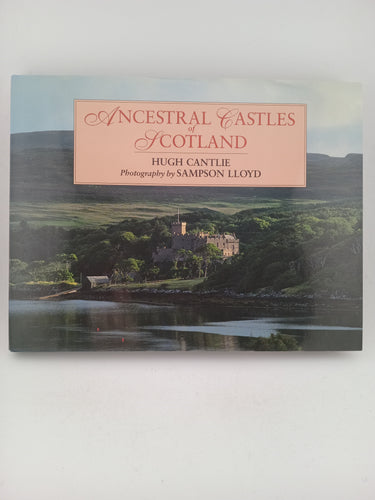 ANCESTRAL CASTLES
of
SCOTLAND
HUGH CANTLIE
Photography by SAMPSON LLOYD